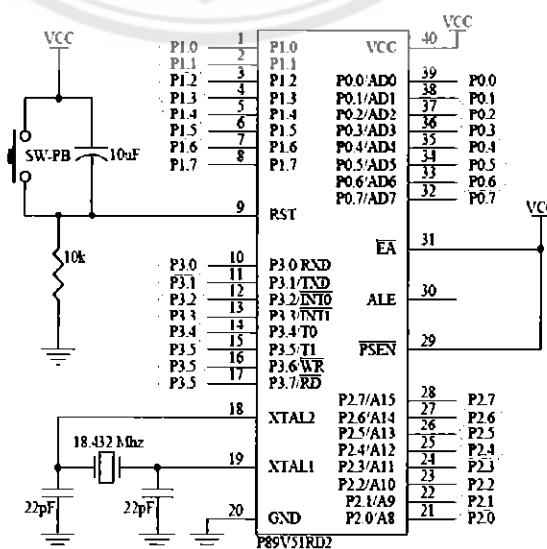 VCC
VCC
P1.0 1 P1.0 VCC 40
P1.1 2 P1.1
P1.2 3 P1.2 P0.0/AD0 39 P0.0
P1.3 4 P1.3 P0.1/AD1 38 P0.1
P1.4 5 P1.4 P0.2/AD2 37 P0.2
P1.5 6 P1.5 P0.3/AD3 36 P0.3
P1.6 7 P1.6 P0.4/AD4 35 P0.4
P1.7 8 P1.7 P0.5/AD5 34 P0.5
P0.6/AD6 33 P0.6
P0.7/AD7 32 P0.7
SW-PB 10uF
9 RST
VCC
EA 31
10k
P3.0 10 P3.0/RXD
P3.1 11 P3.1/TXD
P3.2 12 P3.2/INT0 ALE 30
P3.3 13 P3.3/INT1
P3.4 14 P3.4/T0
P3.5 15 P3.5/T1 PSEN 29
P3.5 16 P3.6/WR
P3.5 17 P3.7/RD
P2.7/A15 28 P2.7
18 XTAL2 P2.6/A14 27 P2.6
P2.5/A13 26 P2.5
18.432 Mhz P2.4/A12 25 P2.4
19 XTAL1 P2.3/A11 24 P2.3
P2.2/A10 23 P2.2
P2.1/A9 22 P2.1
22pF 22pF 20 GND P2.0/A8 21 P2.0
P89V51RD2